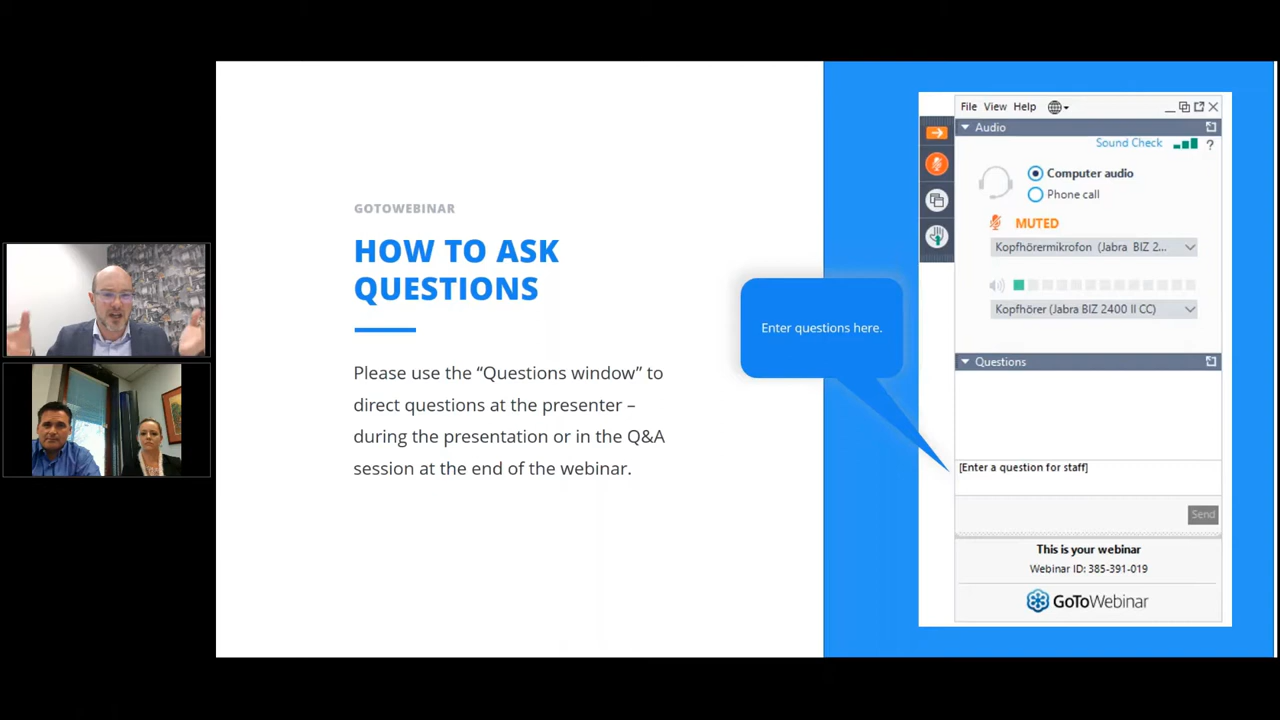 GOTOWEBINAR
HOW TO ASK
QUESTIONS
Please use the “Questions window” to
direct questions at the presenter –
during the presentation or in the Q&A
session at the end of the webinar.
Enter questions here.
File View Help
Audio
Sound Check
?
Computer audio
Phone call
MUTED
Kopfhörermikrofon (Jabra BIZ 2...
Kopfhörer (Jabra BIZ 2400 II CC)
Questions
[Enter a question for staff]
Send
This is your webinar
Webinar ID: 385-391-019
GoToWebinar